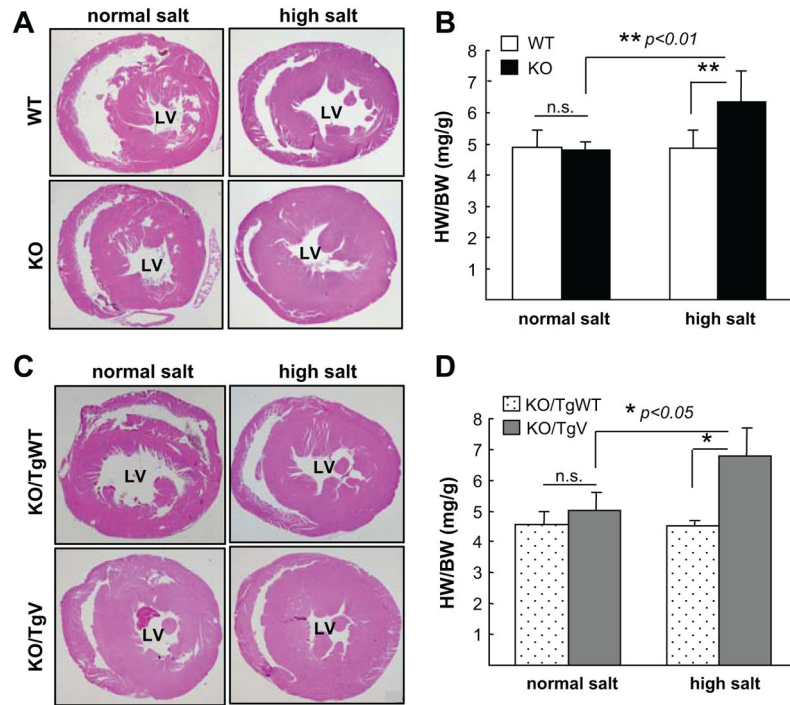 A
normal salt
high salt
WT
LV
LV
KO
LV
LV
B
HW/BW (mg/g)
8
7
6
5
4
3
2
1
WT
KO
** p<0.01
**
n.s.
normal salt
high salt
C
normal salt
high salt
KO/TgWT
LV
LV
KO/TgV
LV
LV
D
HW/BW (mg/g)
8
7
6
5
4
3
2
1
KO/TgWT
KO/TgV
* p<0.05
*
n.s.
normal salt
high salt